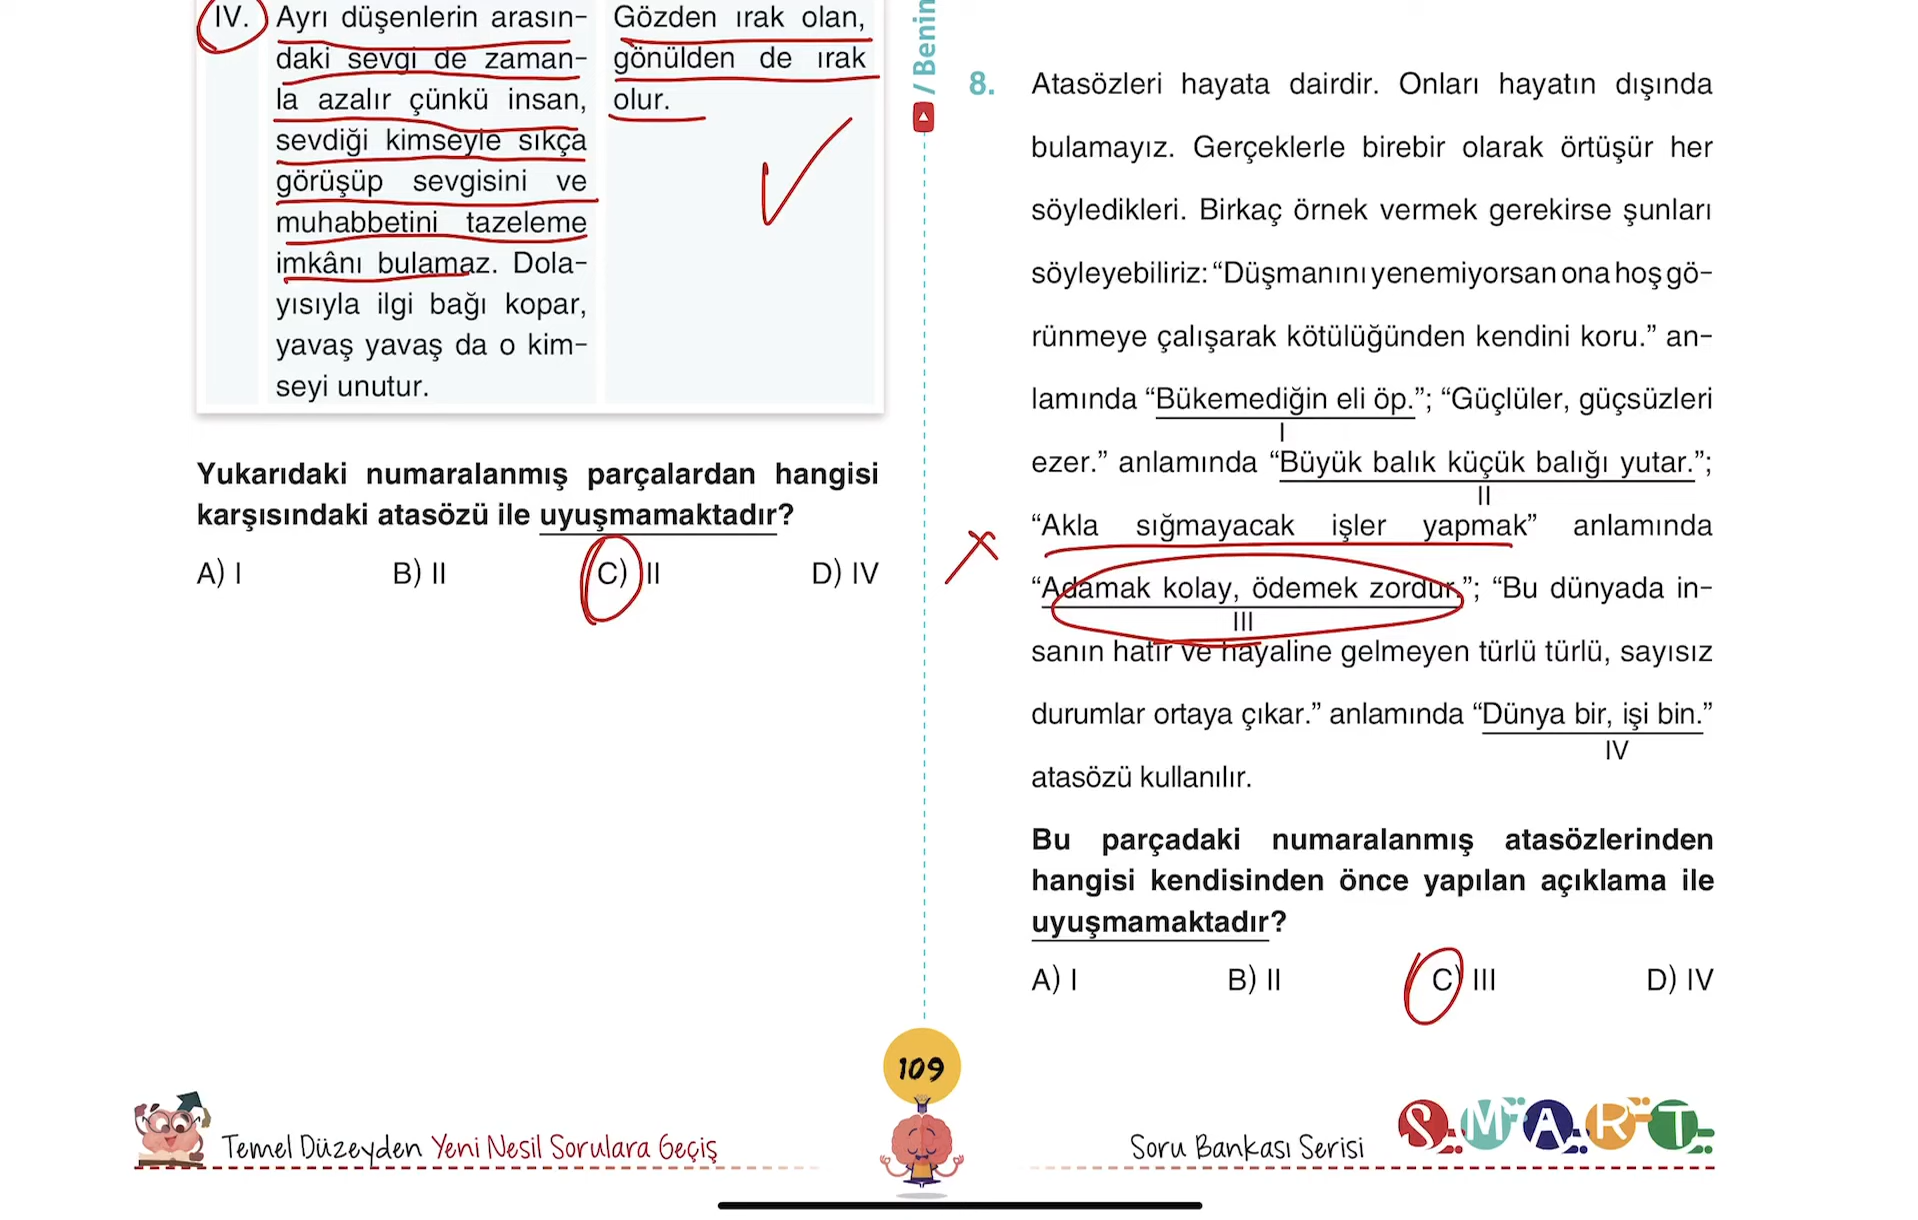 IV. Ayrı düşenlerin arasın-
daki sevgi de zaman-
la azalır çünkü insan,
sevdiği kimseyle sıkça
görüşüp sevgisini ve
muhabbetini tazeleme
imkânı bulamaz. Dola-
yısıyla ilgi bağı kopar,
yavaş yavaş da o kim-
seyi unutur.
Gözden ırak olan,
gönülden de ırak
olur.
Yukarıdaki numaralanmış parçalardan hangisi
karşısındaki atasözü ile uyuşmamaktadır?
A) I B) II C) II D) IV
/ Benin
8. Atasözleri hayata dairdir. Onları hayatın dışında
bulamayız. Gerçeklerle birebir olarak örtüşür her
söyledikleri. Birkaç örnek vermek gerekirse şunları
söyleyebiliriz: “Düşmanını yenemiyorsan ona hoş gö-
rünmeye çalışarak kötülüğünden kendini koru.” an-
lamında “Bükemediğin eli öp.”; “Güçlüler, güçsüzleri
I
ezer.” anlamında “Büyük balık küçük balığı yutar.”;
II
“Akla sığmayacak işler yapmak” anlamında
“Adamak kolay, ödemek zordur.”; “Bu dünyada in-
III
sanın hatır ve hayaline gelmeyen türlü türlü, sayısız
durumlar ortaya çıkar.” anlamında “Dünya bir, işi bin.”
IV
atasözü kullanılır.
Bu parçadaki numaralanmış atasözlerinden
hangisi kendisinden önce yapılan açıklama ile
uyuşmamaktadır?
A) I B) II C) III D) IV
109
Temel Düzeyden Yeni Nesil Sorulara Geçiş
Soru Bankası Serisi
SMART